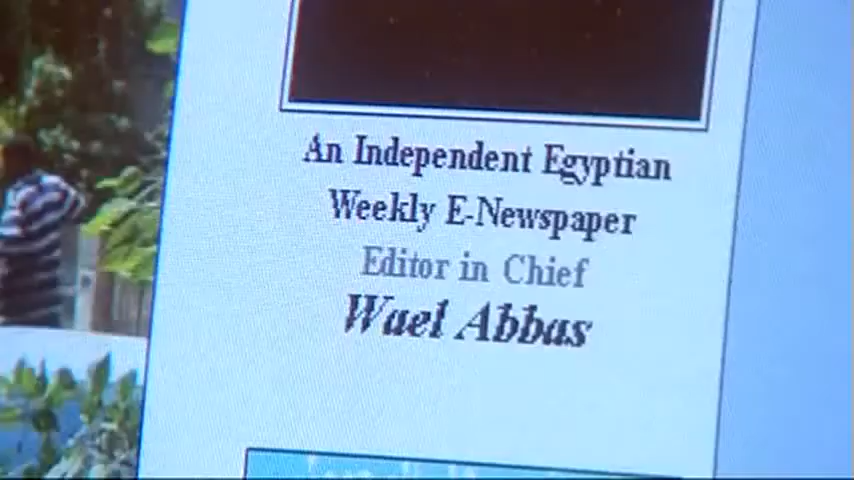 An Independent Egyptian
Weekly E-Newspaper
Editor in Chief
Wael Abbas